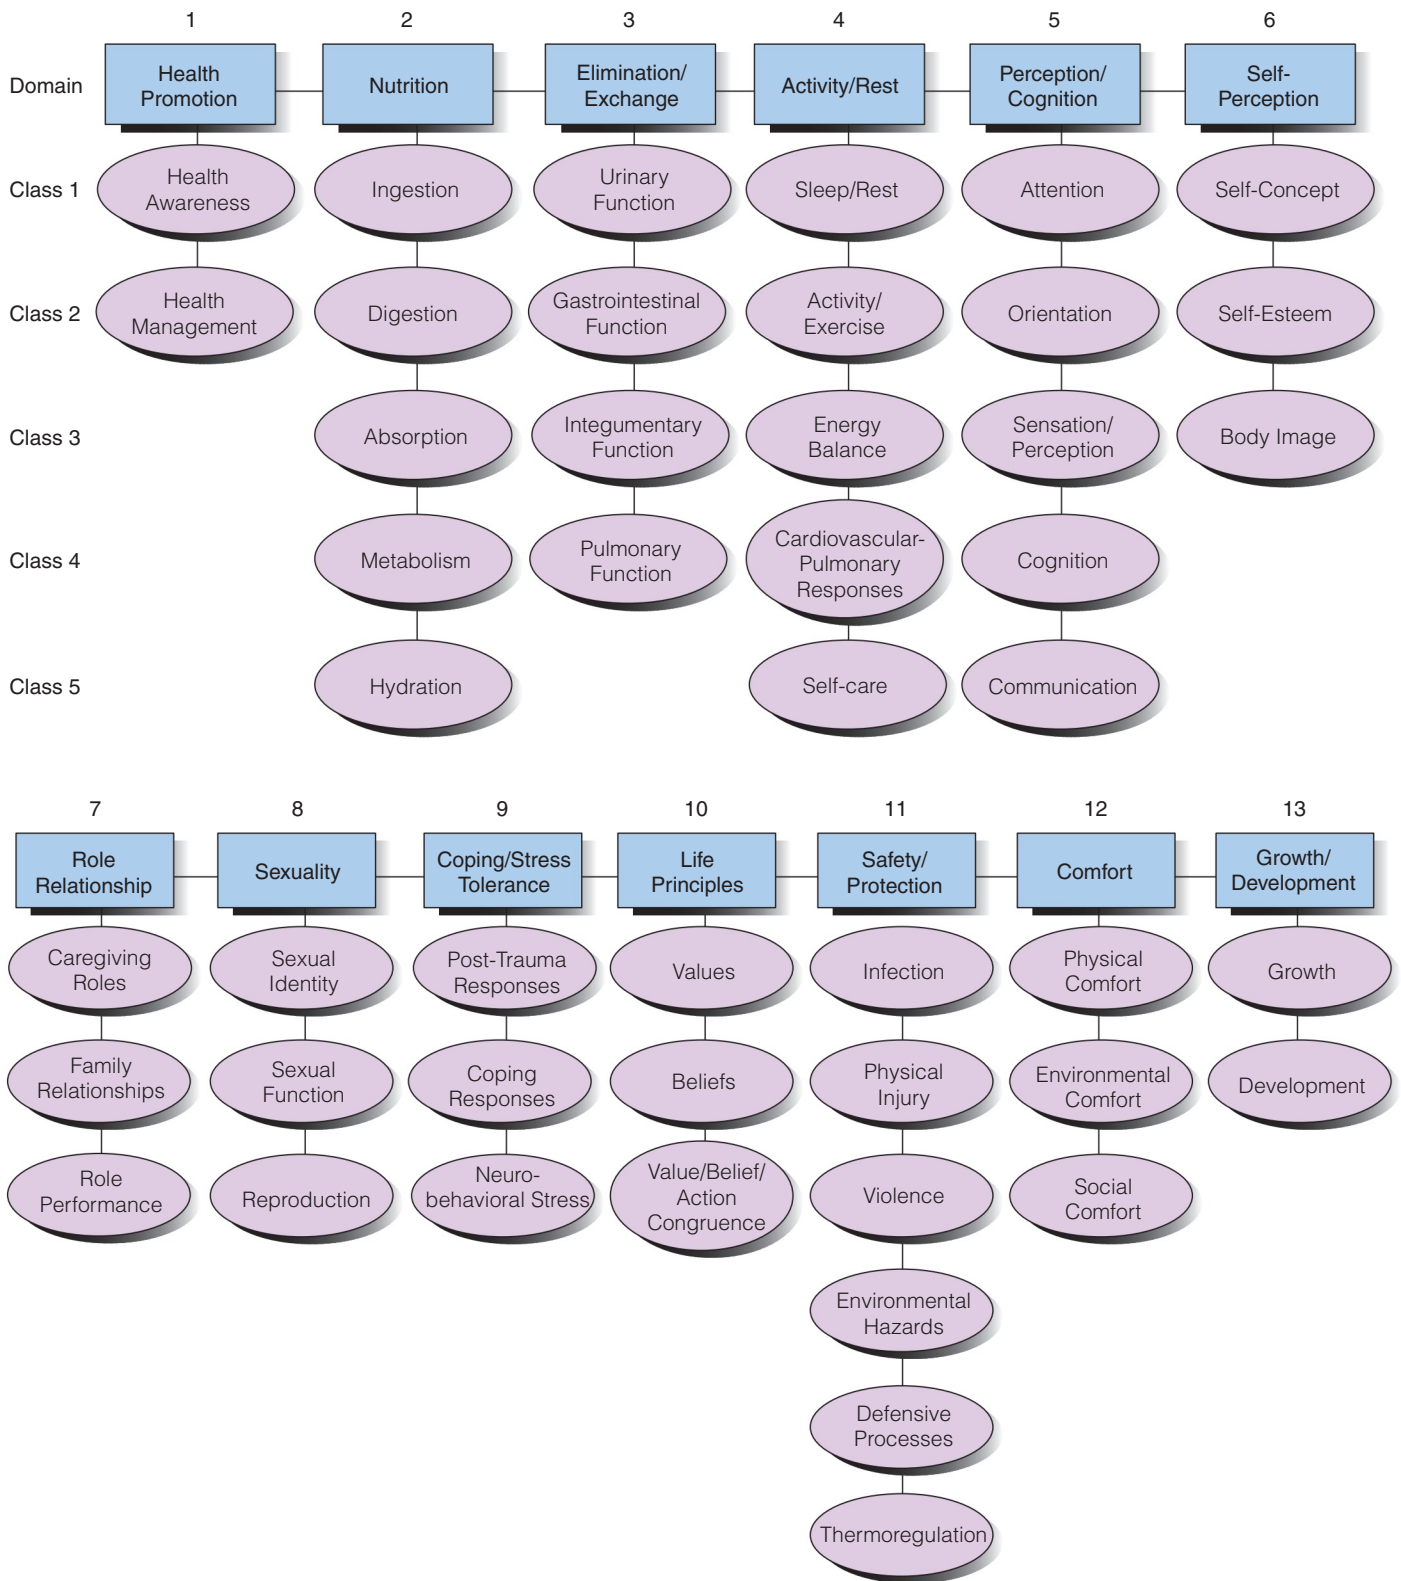 1
2
3
4
5
6
Domain
Health
Promotion
Nutrition
Elimination/
Exchange
Activity/Rest
Perception/
Cognition
Self-
Perception
Class 1
Health
Awareness
Ingestion
Urinary
Function
Sleep/Rest
Attention
Self-Concept
Class 2
Health
Management
Digestion
Gastrointestinal
Function
Activity/
Exercise
Orientation
Self-Esteem
Class 3
Absorption
Integumentary
Function
Energy
Balance
Sensation/
Perception
Body Image
Class 4
Metabolism
Pulmonary
Function
Cardiovascular-
Pulmonary
Responses
Cognition
Class 5
Hydration
Self-care
Communication
7
8
9
10
11
12
13
Role
Relationship
Sexuality
Coping/Stress
Tolerance
Life
Principles
Safety/
Protection
Comfort
Growth/
Development
Caregiving
Roles
Sexual
Identity
Post-Trauma
Responses
Values
Infection
Physical
Comfort
Growth
Family
Relationships
Sexual
Function
Coping
Responses
Beliefs
Physical
Injury
Environmental
Comfort
Development
Role
Performance
Reproduction
Neuro-
behavioral Stress
Value/Belief/
Action
Congruence
Violence
Social
Comfort
Environmental
Hazards
Defensive
Processes
Thermoregulation